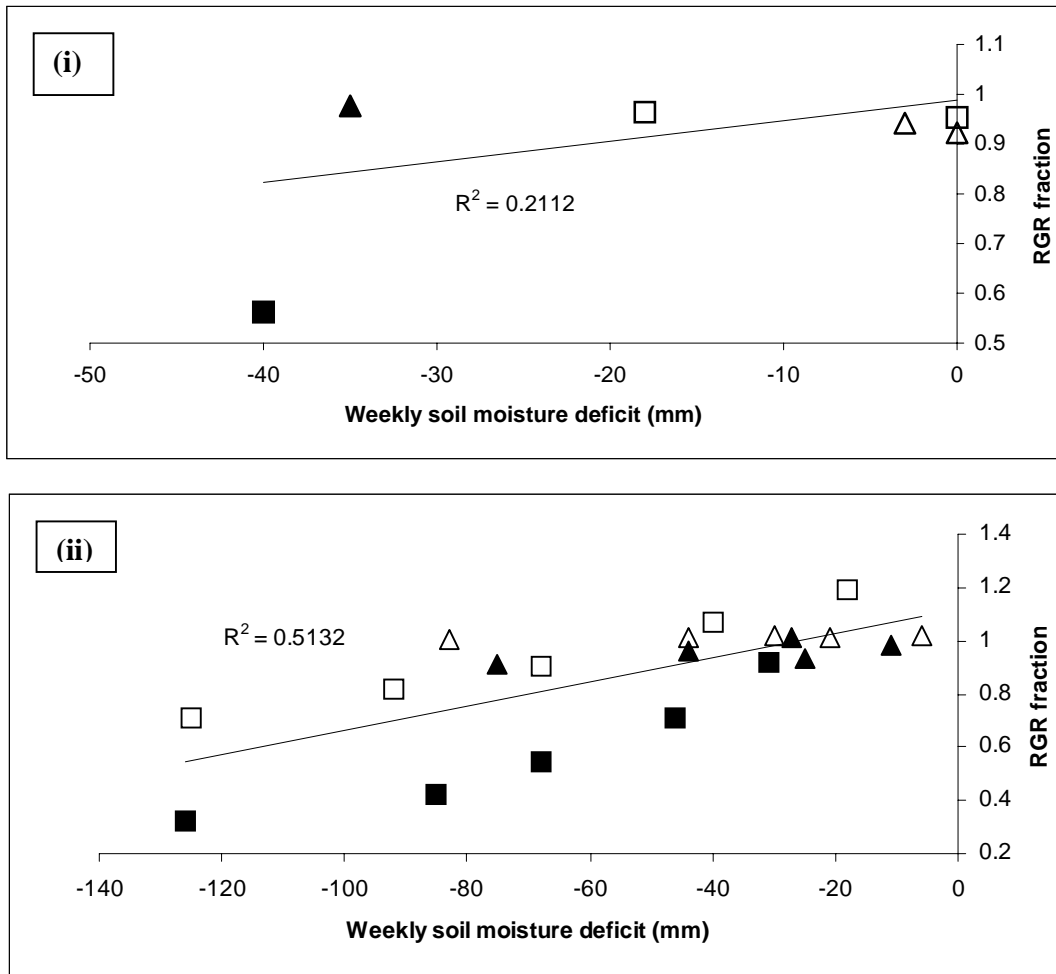 (i)
1.1
1
0.9
0.8
0.7
0.6
0.5
RGR fraction
R² = 0.2112
-50 -40 -30 -20 -10 0
Weekly soil moisture deficit (mm)
(ii)
1.4
1.2
1
0.8
0.6
0.4
0.2
RGR fraction
R² = 0.5132
-140 -120 -100 -80 -60 -40 -20 0
Weekly soil moisture deficit (mm)